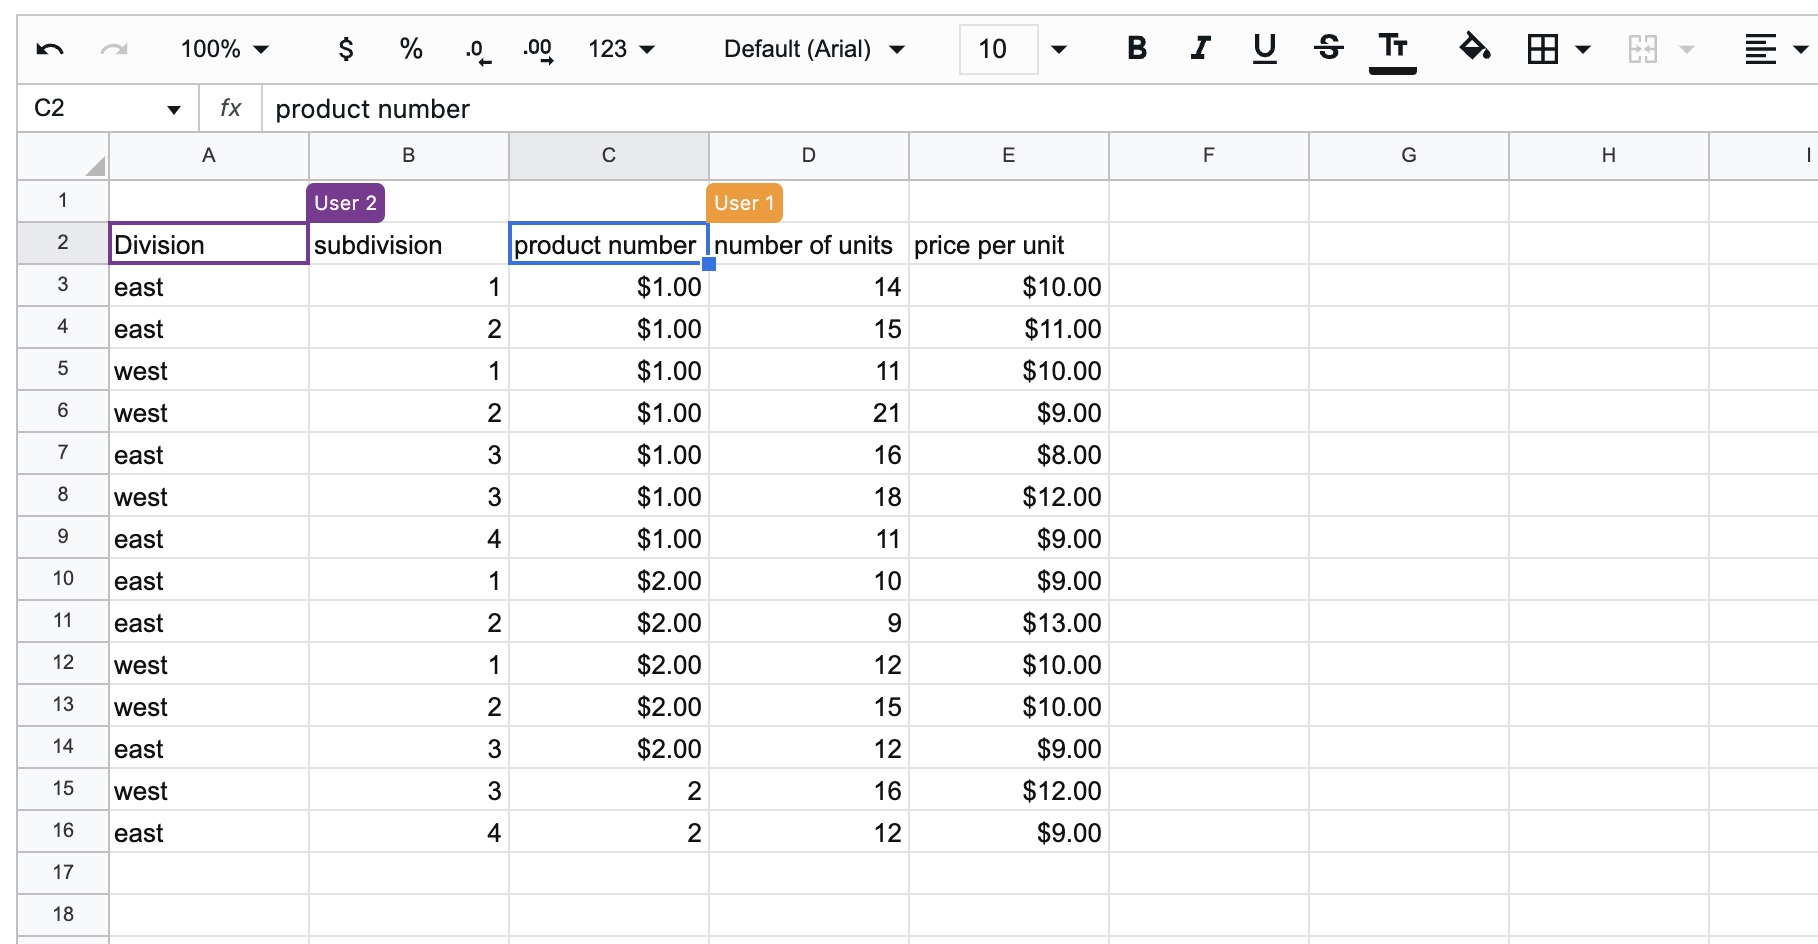 100% $ % .0 .00 123 Default (Arial) 10 B I U S Tт
C2 fx product number
A B C D E F G H I
1 User 2 User 1
2 Division subdivision product number number of units price per unit
3 east 1 $1.00 14 $10.00
4 east 2 $1.00 15 $11.00
5 west 1 $1.00 11 $10.00
6 west 2 $1.00 21 $9.00
7 east 3 $1.00 16 $8.00
8 west 3 $1.00 18 $12.00
9 east 4 $1.00 11 $9.00
10 east 1 $2.00 10 $9.00
11 east 2 $2.00 9 $13.00
12 west 1 $2.00 12 $10.00
13 west 2 $2.00 15 $10.00
14 east 3 $2.00 12 $9.00
15 west 3 2 16 $12.00
16 east 4 2 12 $9.00
17
18